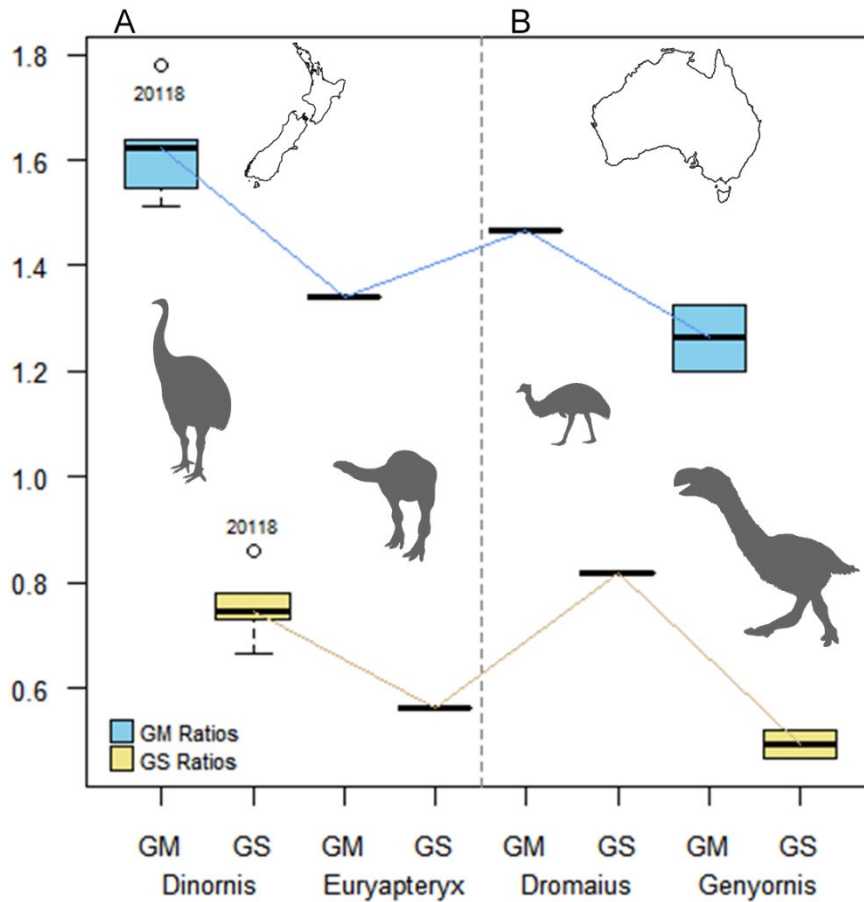 A B
1.8
20118
1.6
1.4
1.2
1.0
20118
0.8
0.6
GM Ratios
GS Ratios
GM GS GM GS GM GS GM GS
Dinornis Euryapteryx Dromaius Genyornis